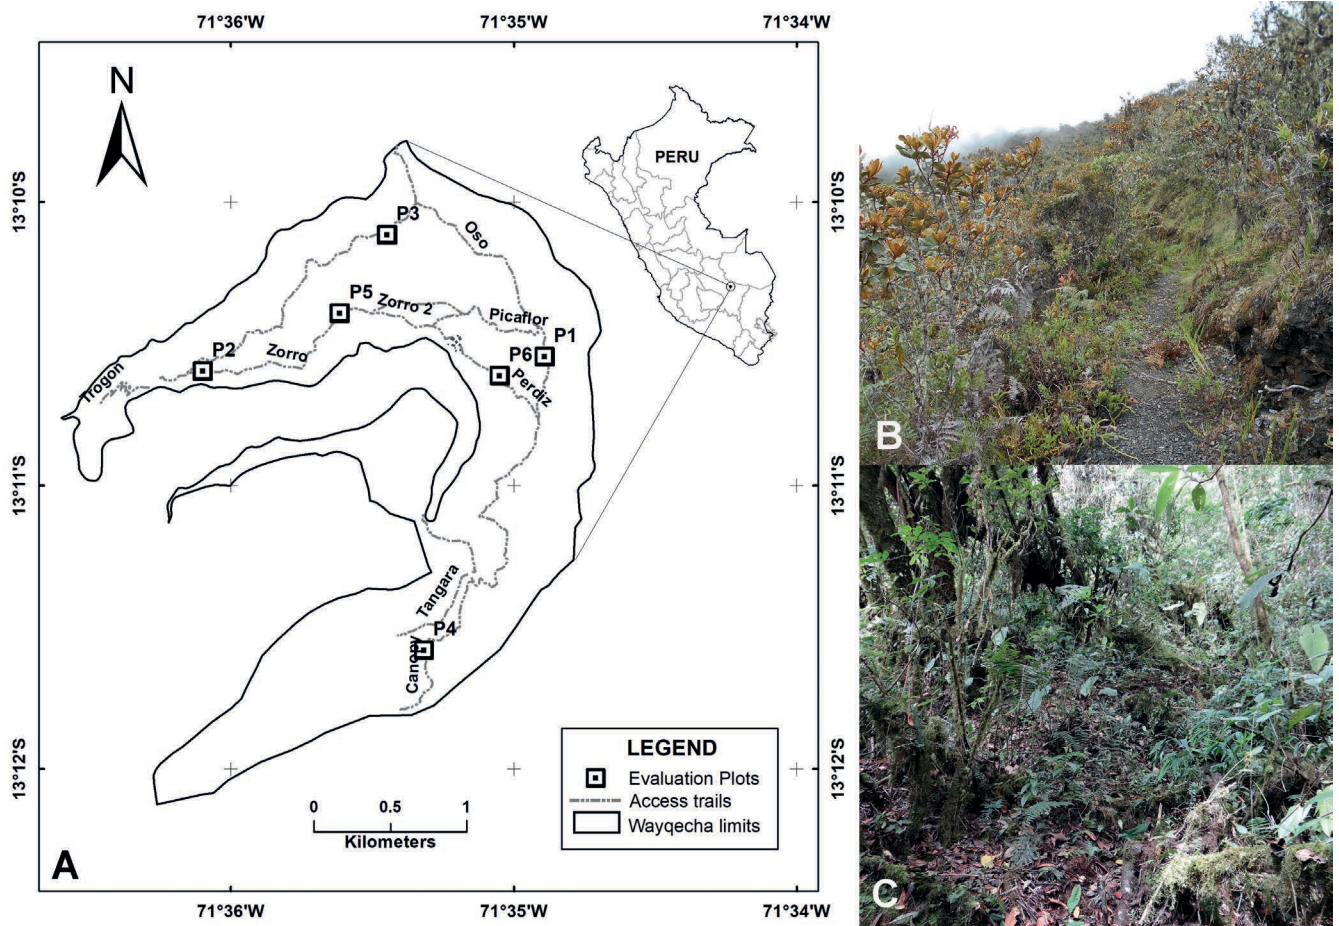 71°36'W 71°35'W 71°34'W
N
PERU
13°10'S 13°10'S
P3
Oso
P5
Zorro 2
Picaflor
P1
P2
Zorro
P6
Perdiz
Trogon
B
13°11'S 13°11'S
Tangara
P4
Canopy
LEGEND
Evaluation Plots
Access trails
Wayqecha limits
13°12'S 13°12'S
0 0.5 1
Kilometers
A
C
71°36'W 71°35'W 71°34'W